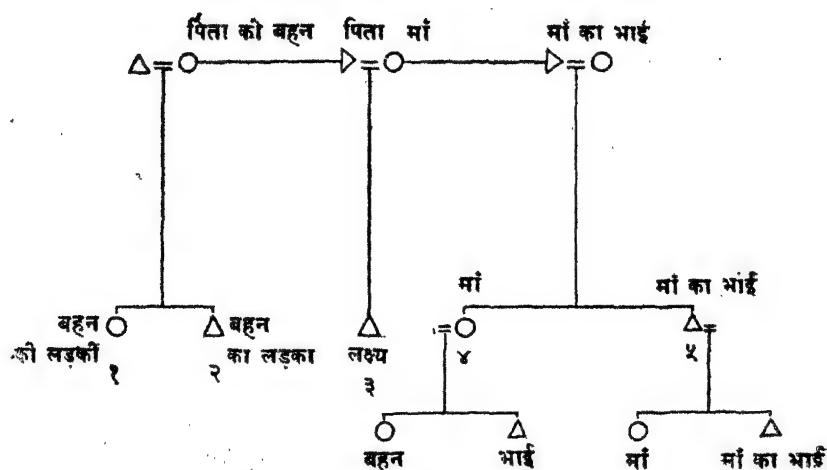 पिता की बहन पिता माँ माँ का भाई
माँ माँ का भाई
बहन बहन
की लड़की का लड़का लक्ष्य
१ २ ३ ४ ५
बहन भाई माँ माँ का भाई